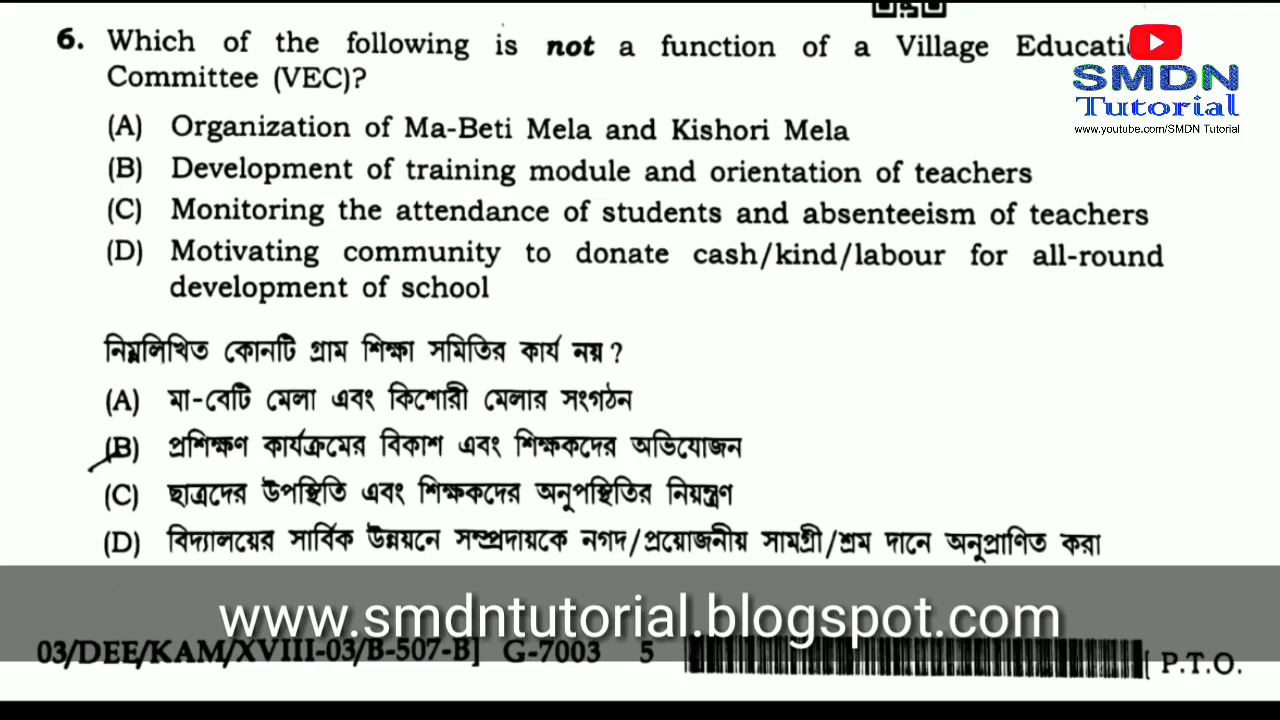 6. Which of the following is not a function of a Village Educati
Committee (VEC)?
(A) Organization of Ma-Beti Mela and Kishori Mela
(B) Development of training module and orientation of teachers
(C) Monitoring the attendance of students and absenteeism of teachers
(D) Motivating community to donate cash/kind/labour for all-round
development of school
নিম্নলিখিত কোনটি গ্রাম শিক্ষা সমিতির কার্য নয় ?
(A) মা-বেটি মেলা এবং কিশোরী মেলার সংগঠন
(B) প্রশিক্ষণ কার্যক্রমের বিকাশ এবং শিক্ষকদের অভিযোজন
(C) ছাত্রদের উপস্থিতি এবং শিক্ষকদের অনুপস্থিতির নিয়ন্ত্রণ
(D) বিদ্যালয়ের সার্বিক উন্নয়নে সম্প্রদায়কে নগদ/প্রয়োজনীয় সামগ্রী/শ্রম দানে অনুপ্রাণিত করা
SMDN
Tutorial
www.youtube.com/SMDN Tutorial
www.smdntutorial.blogspot.com
03/DEE/KAM/XVIII-03/B-507-B] G-7003 5 [ P.T.O.